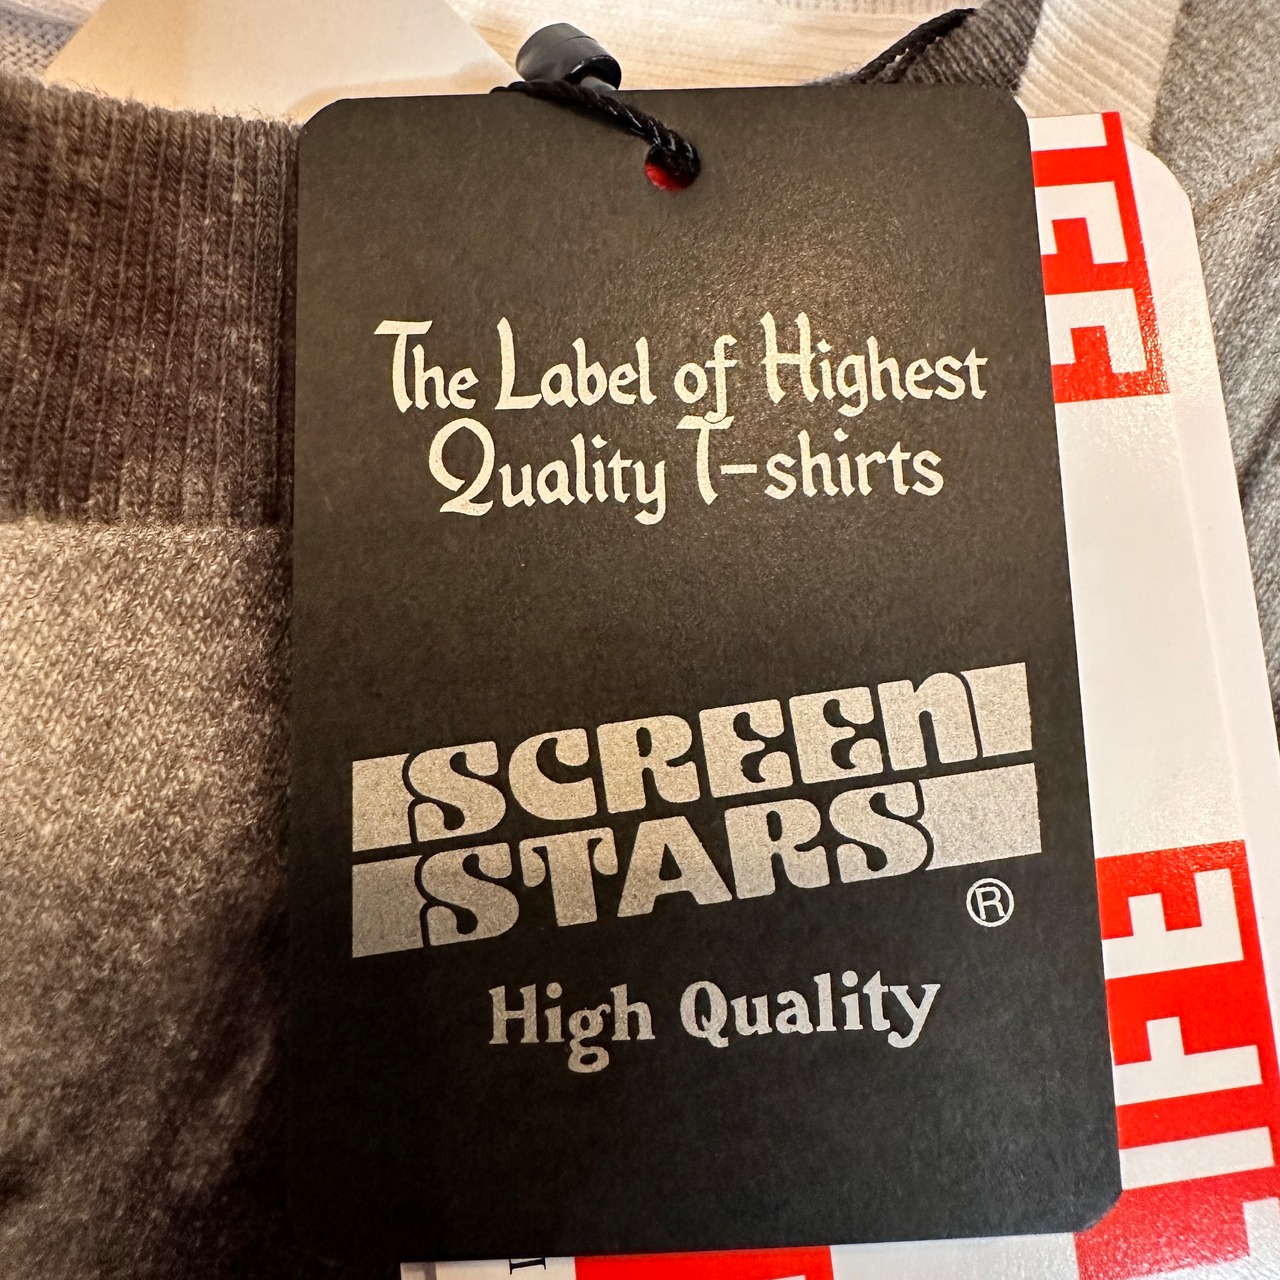 The Label of Highest
Quality T-shirts
SCREEN
STARS
®
High Quality